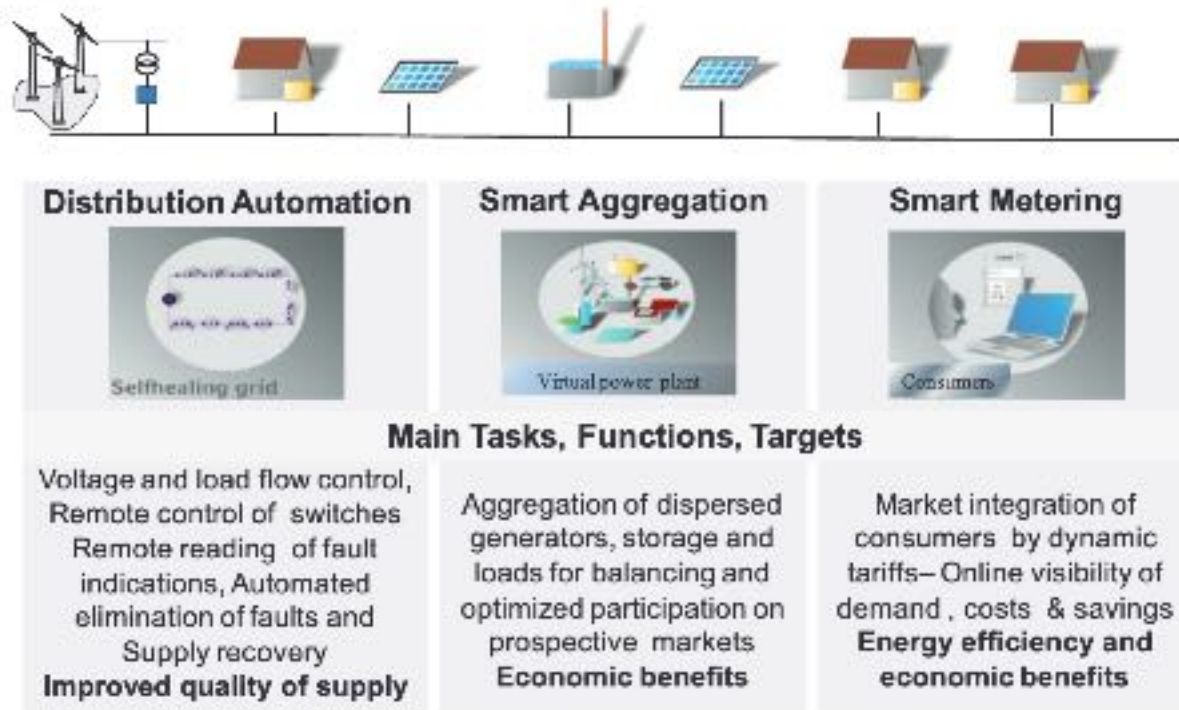 Distribution Automation
Smart Aggregation
Smart Metering
Selfhealing grid
Virtual power plant
Consumers
Main Tasks, Functions, Targets
Voltage and load flow control,
Remote control of switches
Remote reading of fault
indications, Automated
elimination of faults and
Supply recovery
Improved quality of supply
Aggregation of dispersed
generators, storage and
loads for balancing and
optimized participation on
prospective markets
Economic benefits
Market integration of
consumers by dynamic
tariffs– Online visibility of
demand , costs & savings
Energy efficiency and
economic benefits